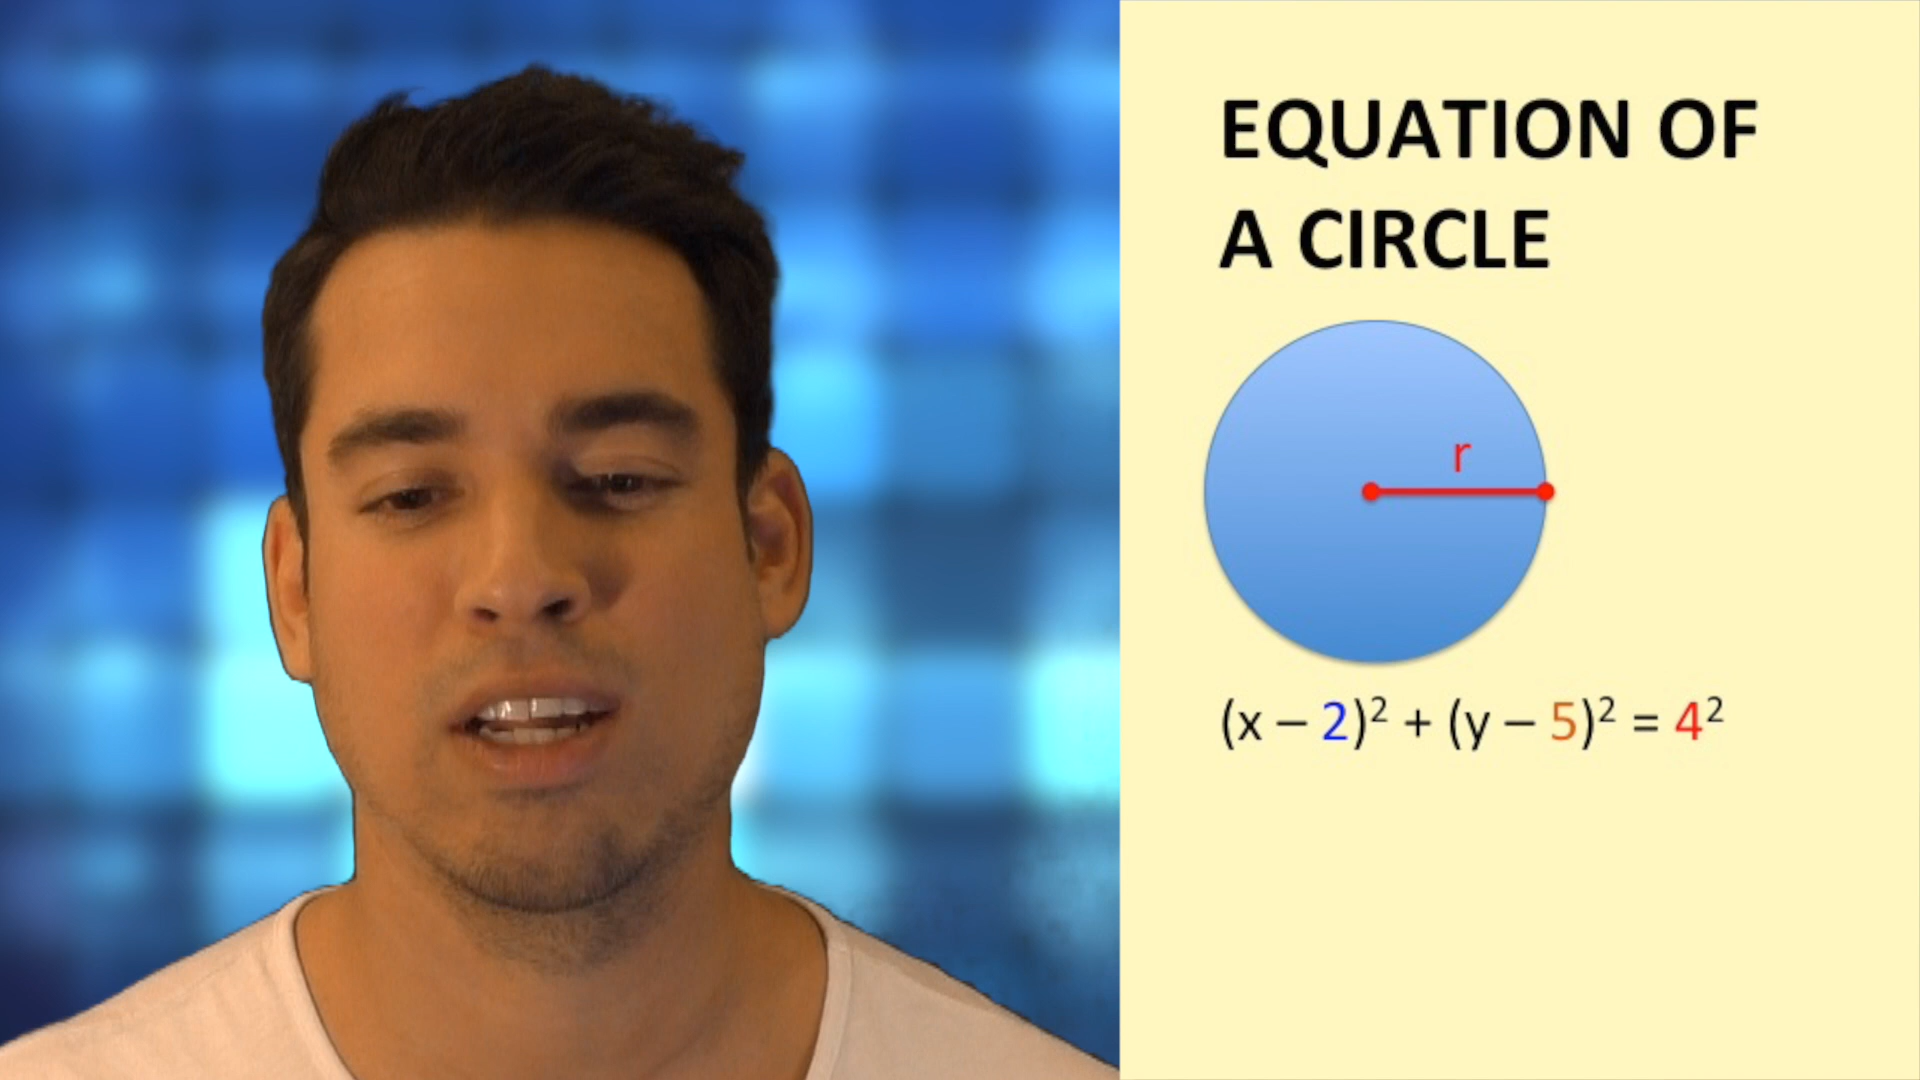 EQUATION OF
A CIRCLE
r
(x – 2)² + (y – 5)² = 4²